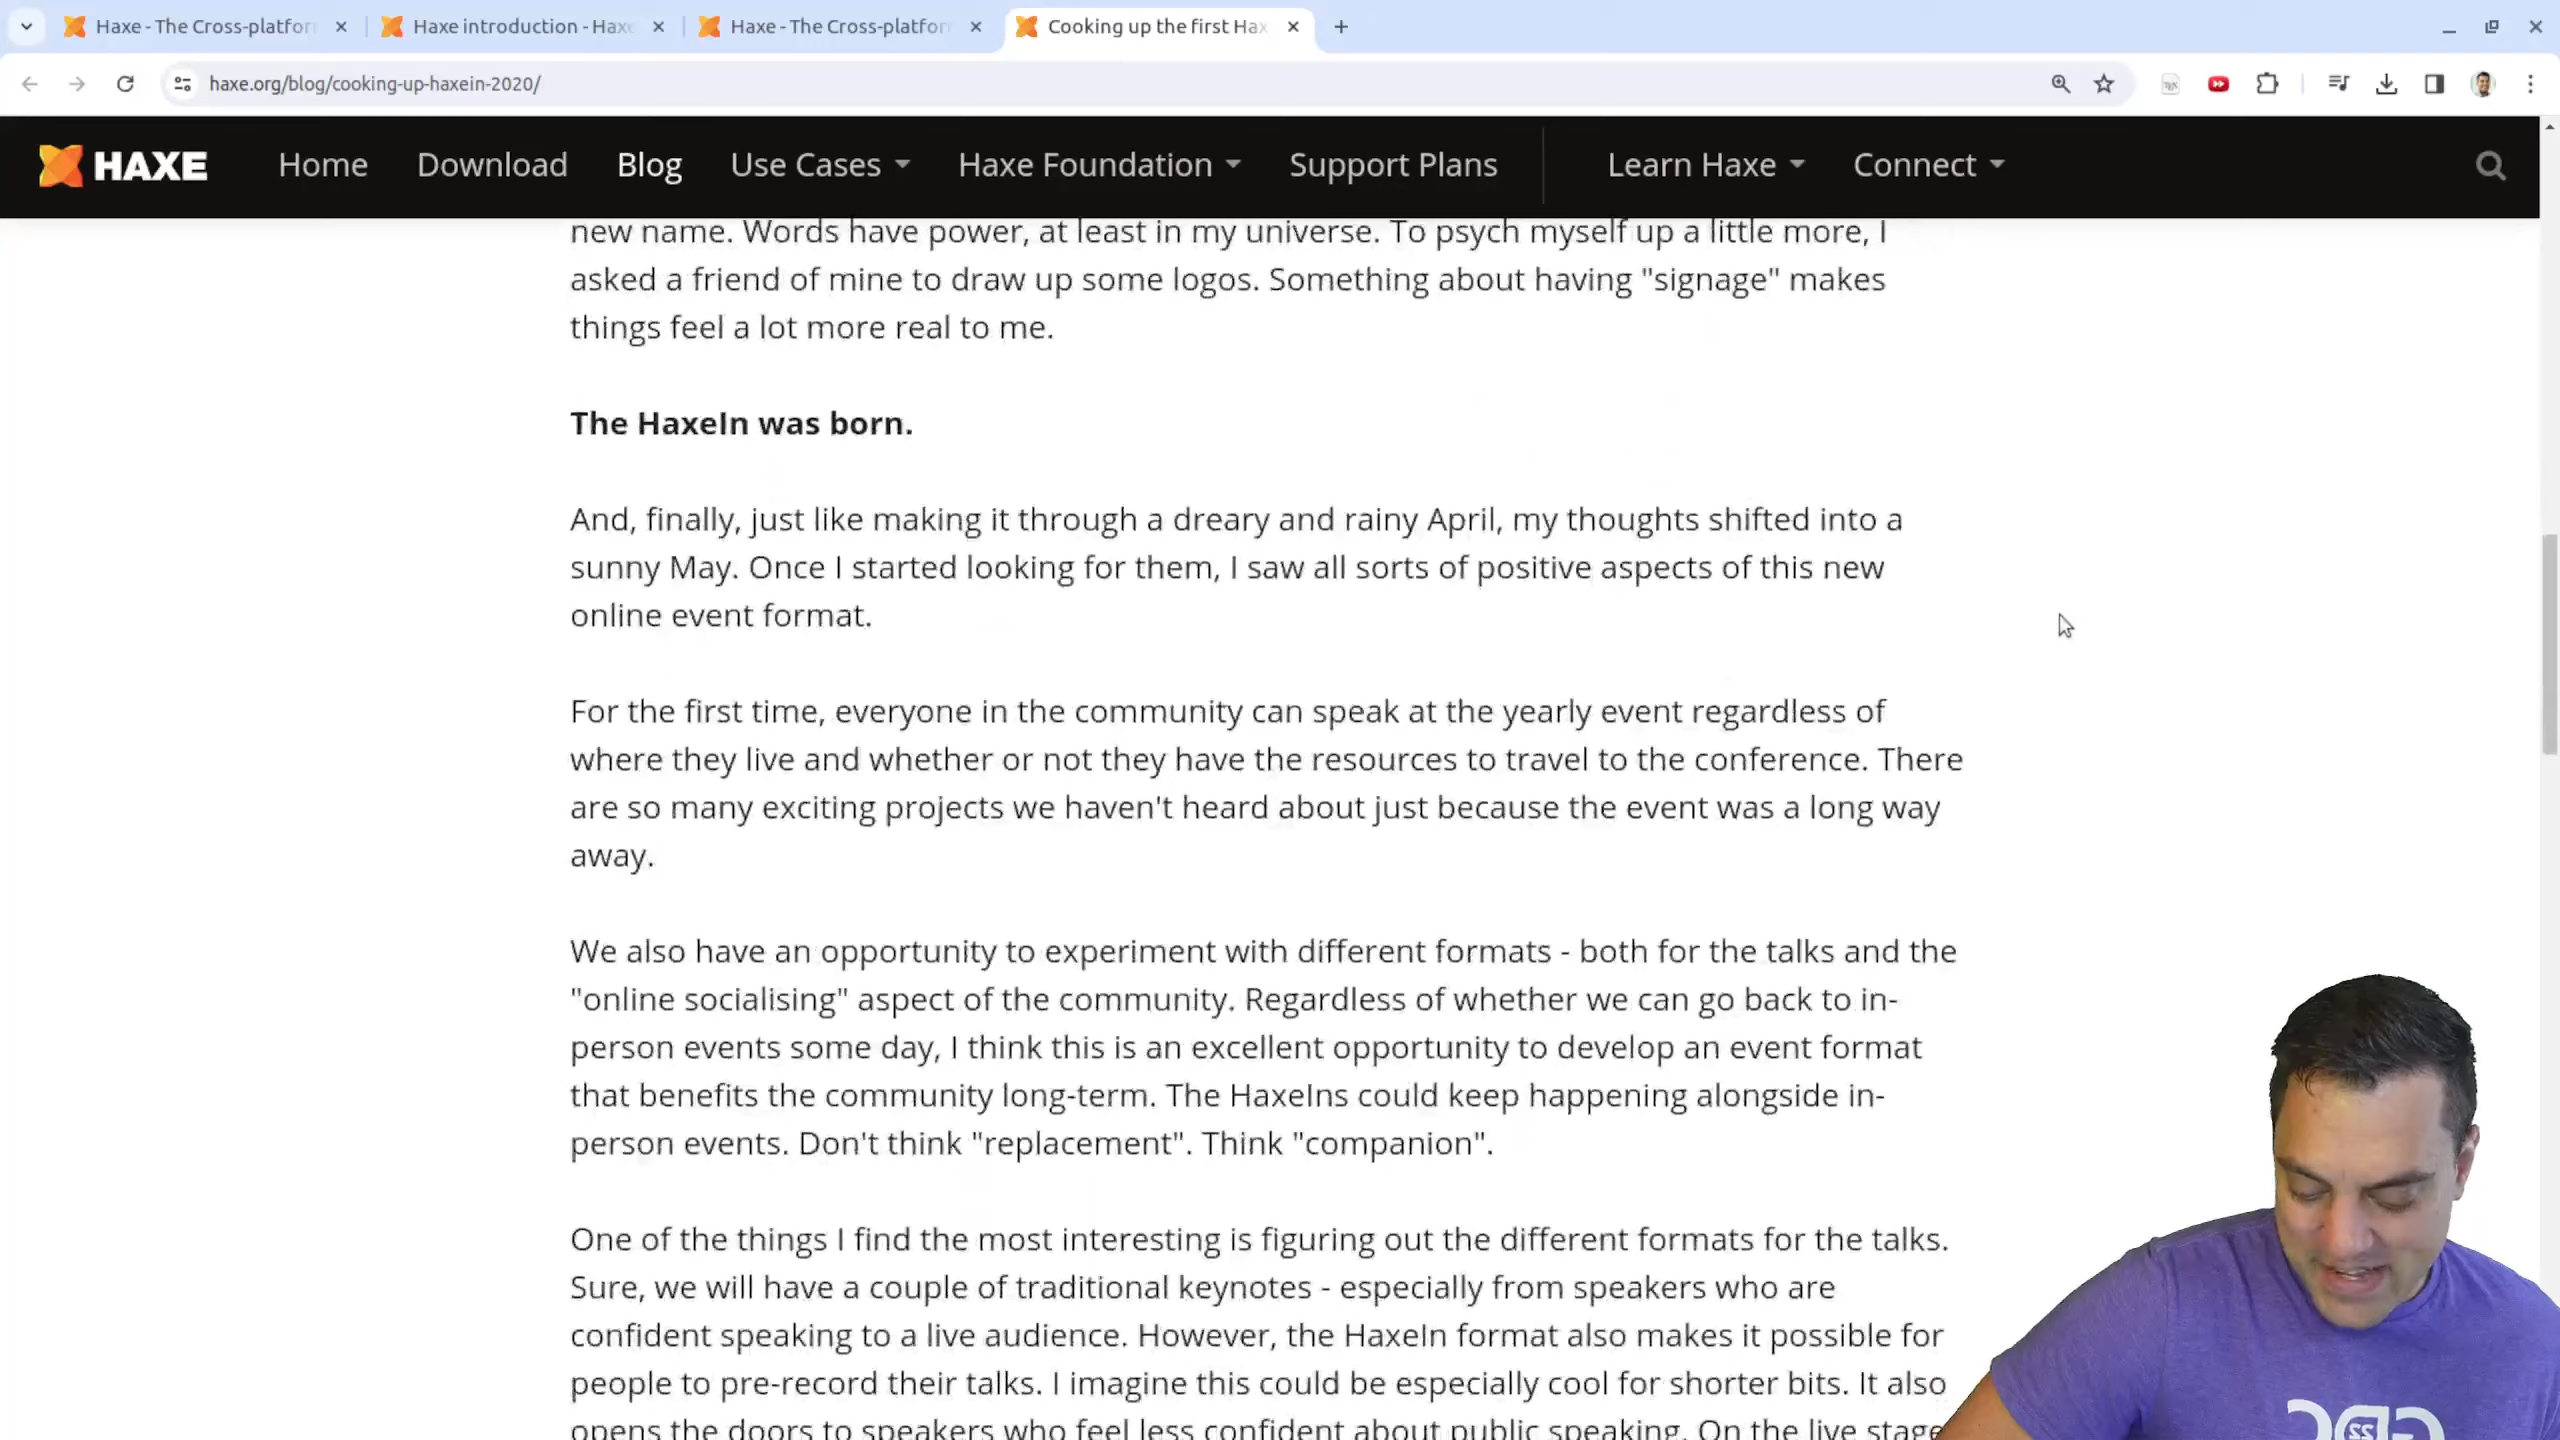 Haxe - The Cross-platfor
Haxe introduction - Haxe
Haxe - The Cross-platfor
Cooking up the first Hax
haxe.org/blog/cooking-up-haxein-2020/
HAXE
Home
Download
Blog
Use Cases
Haxe Foundation
Support Plans
Learn Haxe
Connect
new name. Words have power, at least in my universe. To psych myself up a little more, I
asked a friend of mine to draw up some logos. Something about having "signage" makes
things feel a lot more real to me.
The HaxeIn was born.
And, finally, just like making it through a dreary and rainy April, my thoughts shifted into a
sunny May. Once I started looking for them, I saw all sorts of positive aspects of this new
online event format.
For the first time, everyone in the community can speak at the yearly event regardless of
where they live and whether or not they have the resources to travel to the conference. There
are so many exciting projects we haven't heard about just because the event was a long way
away.
We also have an opportunity to experiment with different formats - both for the talks and the
"online socialising" aspect of the community. Regardless of whether we can go back to in-
person events some day, I think this is an excellent opportunity to develop an event format
that benefits the community long-term. The HaxeIns could keep happening alongside in-
person events. Don't think "replacement". Think "companion".
One of the things I find the most interesting is figuring out the different formats for the talks.
Sure, we will have a couple of traditional keynotes - especially from speakers who are
confident speaking to a live audience. However, the HaxeIn format also makes it possible for
people to pre-record their talks. I imagine this could be especially cool for shorter bits. It also
opens the doors to speakers who feel less confident about public speaking. On the live stage